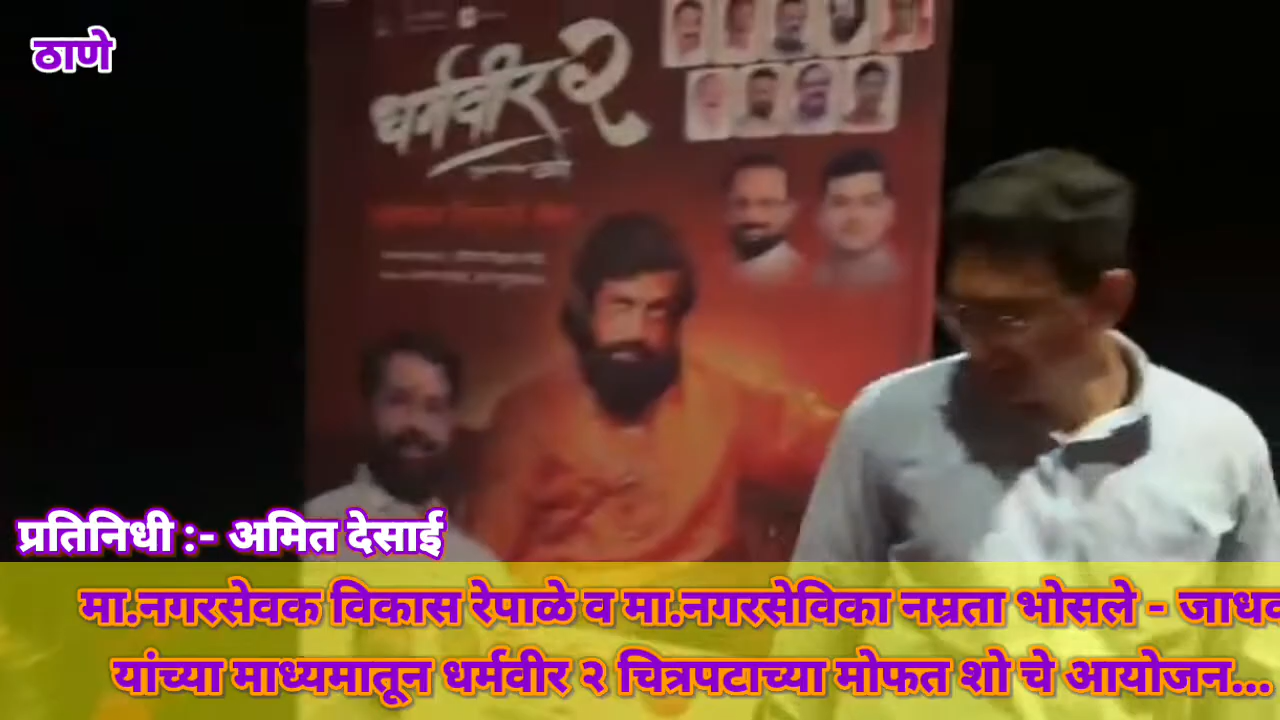 ठाणे
धर्मवीर २
प्रतिनिधी :- अमित देसाई
मा.नगरसेवक विकास रेपाळे व मा.नगरसेविका नम्रता भोसले - जाधव
यांच्या माध्यमातून धर्मवीर २ चित्रपटाच्या मोफत शो चे आयोजन...